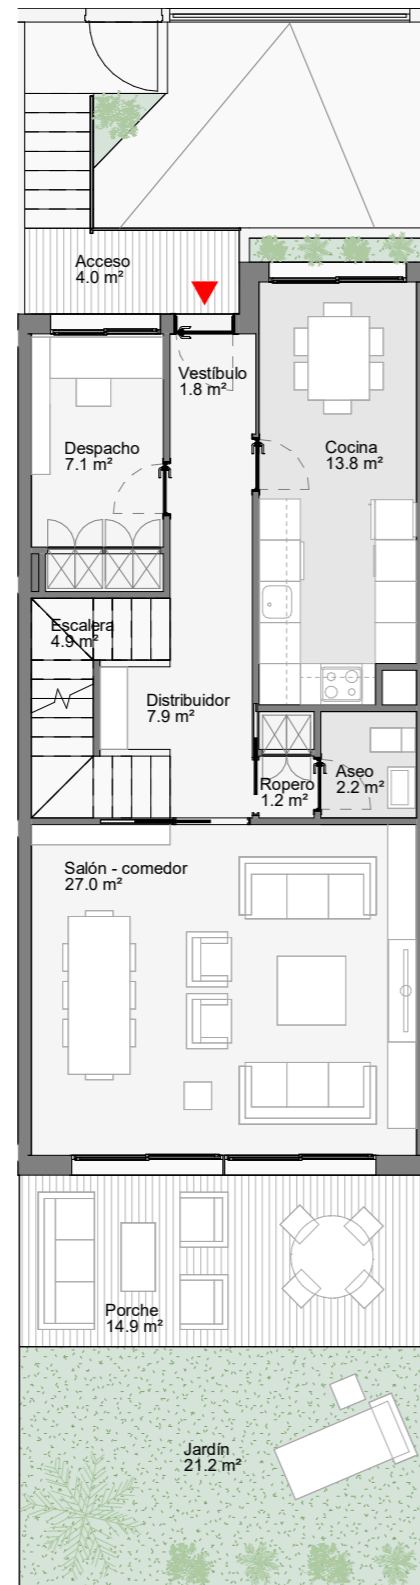 Acceso
4.0 m²
Vestíbulo
1.8 m²
Despacho
7.1 m²
Cocina
13.8 m²
Escalera
4.9 m²
Distribuidor
7.9 m²
Ropero
1.2 m²
Aseo
2.2 m²
Salón - comedor
27.0 m²
Porche
14.9 m²
Jardín
21.2 m²